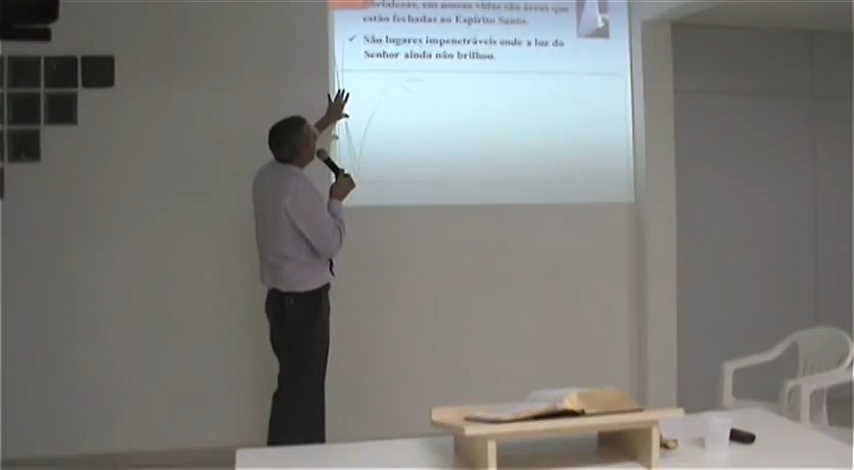 fortalezas, em nossas vidas são áreas que
estão fechadas ao Espírito Santo.
✓ São lugares impenetráveis onde a luz do
Senhor ainda não brilhou.